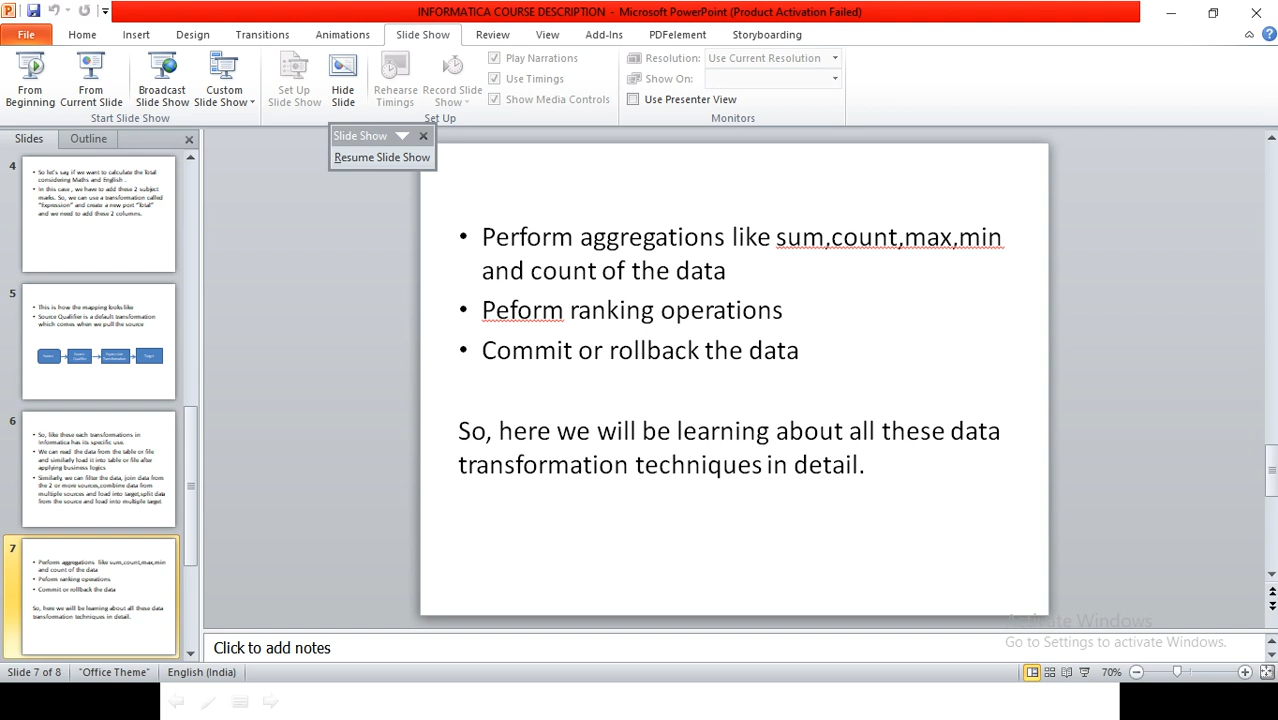 INFORMATICA COURSE DESCRIPTION - Microsoft PowerPoint (Product Activation Failed)
File Home Insert Design Transitions Animations Slide Show Review View Add-Ins PDFelement Storyboarding
From Beginning
From Current Slide
Broadcast Slide Show
Custom Slide Show
Start Slide Show
Set Up Slide Show
Hide Slide
Rehearse Timings
Record Slide Show
Play Narrations
Use Timings
Show Media Controls
Set Up
Resolution: Use Current Resolution
Show On:
Use Presenter View
Monitors
Slides Outline
Slide Show
Resume Slide Show
4
• So let's say, if we want to calculate the total
considering Maths and English .
• In this case , we have to add these 2 subject
marks. So, we can use a transformation called
"Expression" and create a new port "Total"
and we need to add these 2 columns.
5
• This is how the mapping looks like
• Source Qualifier is a default transformation
which comes when we pull the source
Source
Source Qualifier
Target
6
• So, like these each transformations in
Informatica has its specific use.
• We can read the data from the table or file
and similarly load it into table or file after
applying business logics
• Similarly, we can filter the data, join data from
the 2 or more sources,combine data from
multiple sources and load into target,split data
from the source and load into multiple target
7
• Perform aggregations like sum,count,max,min
and count of the data
• Peform ranking operations
• Commit or rollback the data
So, here we will be learning about all these data
transformation techniques in detail.
• Perform aggregations like sum,count,max,min
and count of the data
• Peform ranking operations
• Commit or rollback the data
So, here we will be learning about all these data
transformation techniques in detail.
Activate Windows
Go to Settings to activate Windows.
Click to add notes
Slide 7 of 8 "Office Theme" English (India) 70%